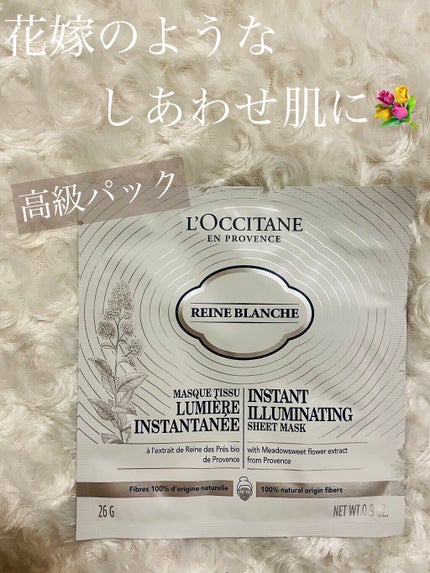 花嫁のような
しあわせ肌に💐
高級パック
L'OCCITANE
EN PROVENCE
REINE BLANCHE
MASQUE TISSU
LUMIÈRE
INSTANTANÉE
à l'extrait de Reine des Prés bio
de Provence
INSTANT
ILLUMINATING
SHEET MASK
with Meadowsweet flower extract
from Provence
Fibres 100% d'origine naturelle
100% natural origin fibers
26 G
NET WT.0.9 oz.